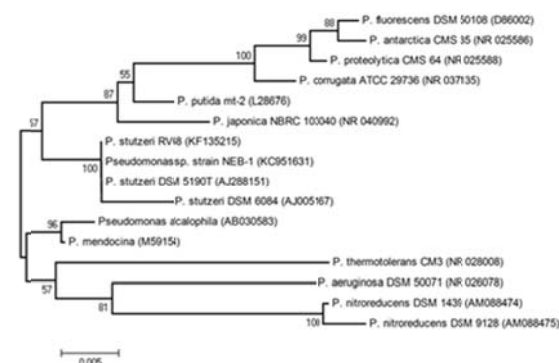 88
P. fluorescens DSM 50108 (D86002)
99
P. antarctica CMS 35 (NR 025586)
100
P. proteolytica CMS 64 (NR 025588)
55
P. corrugata ATCC 29736 (NR 037135)
87
P. putida mt-2 (L28676)
57
P. japonica NBRC 103040 (NR 040992)
P. stutzeri RV48 (KF135215)
Pseudomonas sp. strain NEB-1 (KC951631)
100
P. stutzeri DSM 5190T (AJ288151)
P. stutzeri DSM 6084 (AJ005167)
96
Pseudomonas alcalophila (AB030583)
P. mendocina (M59154)
57
P. thermotolerans CM3 (NR 028008)
81
P. aeruginosa DSM 50071 (NR 026078)
P. nitroreducens DSM 1439 (AM088474)
100
P. nitroreducens DSM 9128 (AM088475)
0.005